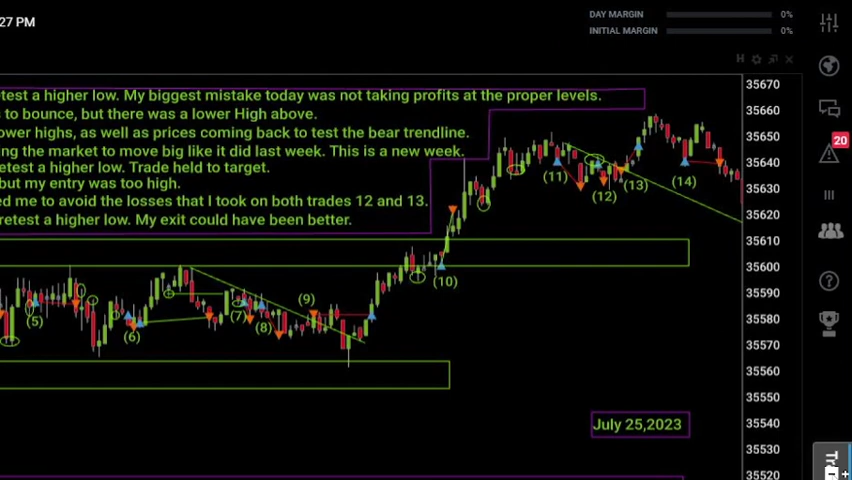 27 PM
DAY MARGIN 0%
INITIAL MARGIN 0%
H
test a higher low. My biggest mistake today was not taking profits at the proper levels.
s to bounce, but there was a lower High above.
ower highs, as well as prices coming back to test the bear trendline.
ing the market to move big like it did last week. This is a new week.
etest a higher low. Trade held to target.
but my entry was too high.
ed me to avoid the losses that I took on both trades 12 and 13.
retest a higher low. My exit could have been better.
35670
35660
35650
35640
35630
35620
35610
35600
35590
35580
35570
35560
35550
35540
35530
35520
20
(5)
(6)
(7)
(8)
(9)
(10)
(11)
(12)
(13)
(14)
July 25,2023